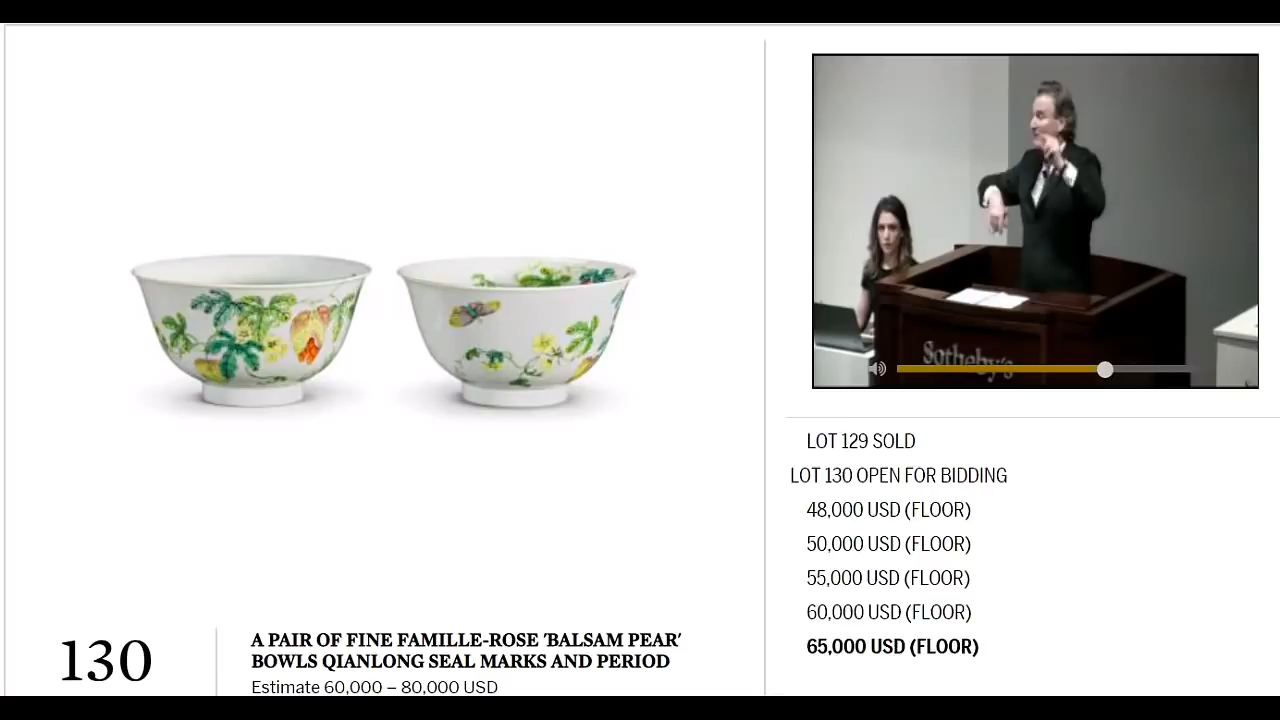 Sotheby's
LOT 129 SOLD
LOT 130 OPEN FOR BIDDING
48,000 USD (FLOOR)
50,000 USD (FLOOR)
55,000 USD (FLOOR)
60,000 USD (FLOOR)
65,000 USD (FLOOR)
130
A PAIR OF FINE FAMILLE-ROSE 'BALSAM PEAR'
BOWLS QIANLONG SEAL MARKS AND PERIOD
Estimate 60,000 – 80,000 USD